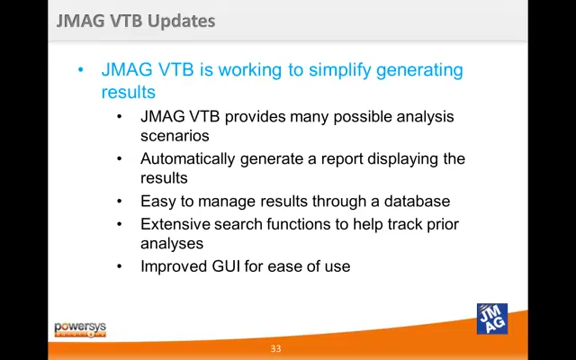 JMAG VTB Updates
• JMAG VTB is working to simplify generating
results
• JMAG VTB provides many possible analysis
scenarios
• Automatically generate a report displaying the
results
• Easy to manage results through a database
• Extensive search functions to help track prior
analyses
• Improved GUI for ease of use
powersys
JM
AG
33